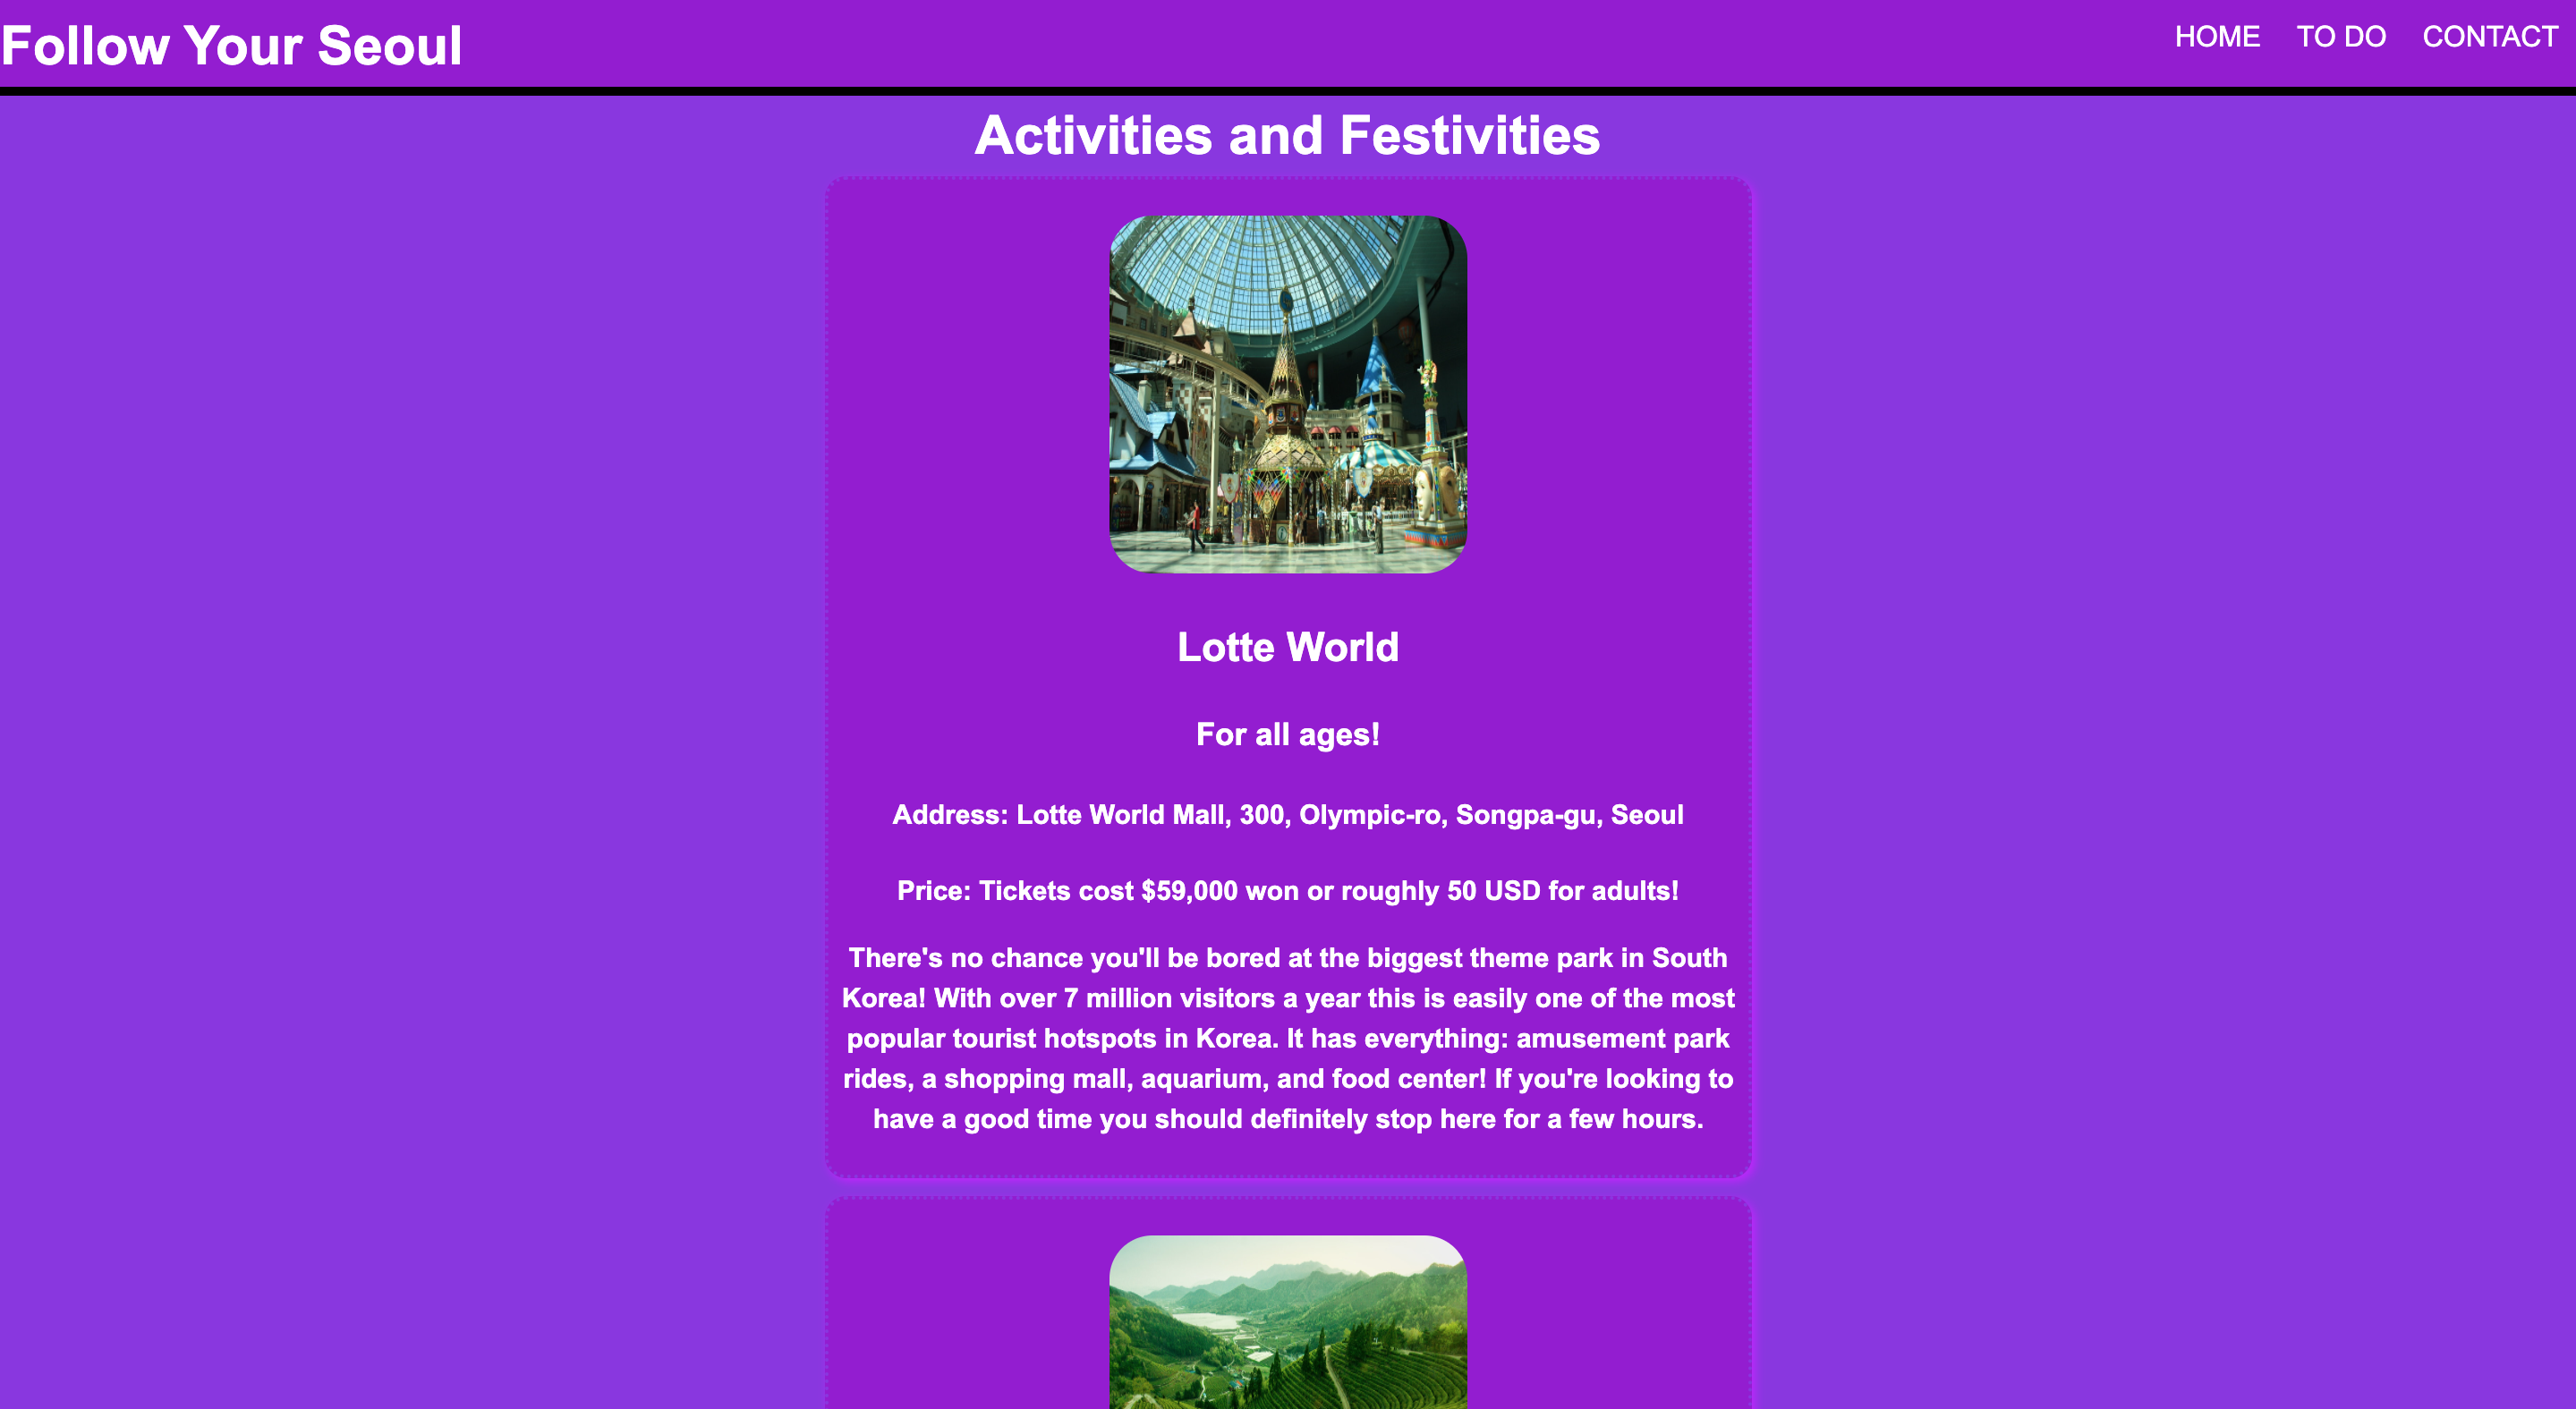 Follow Your Seoul
HOME TO DO CONTACT
Activities and Festivities
Lotte World
For all ages!
Address: Lotte World Mall, 300, Olympic-ro, Songpa-gu, Seoul
Price: Tickets cost $59,000 won or roughly 50 USD for adults!
There's no chance you'll be bored at the biggest theme park in South
Korea! With over 7 million visitors a year this is easily one of the most
popular tourist hotspots in Korea. It has everything: amusement park
rides, a shopping mall, aquarium, and food center! If you're looking to
have a good time you should definitely stop here for a few hours.